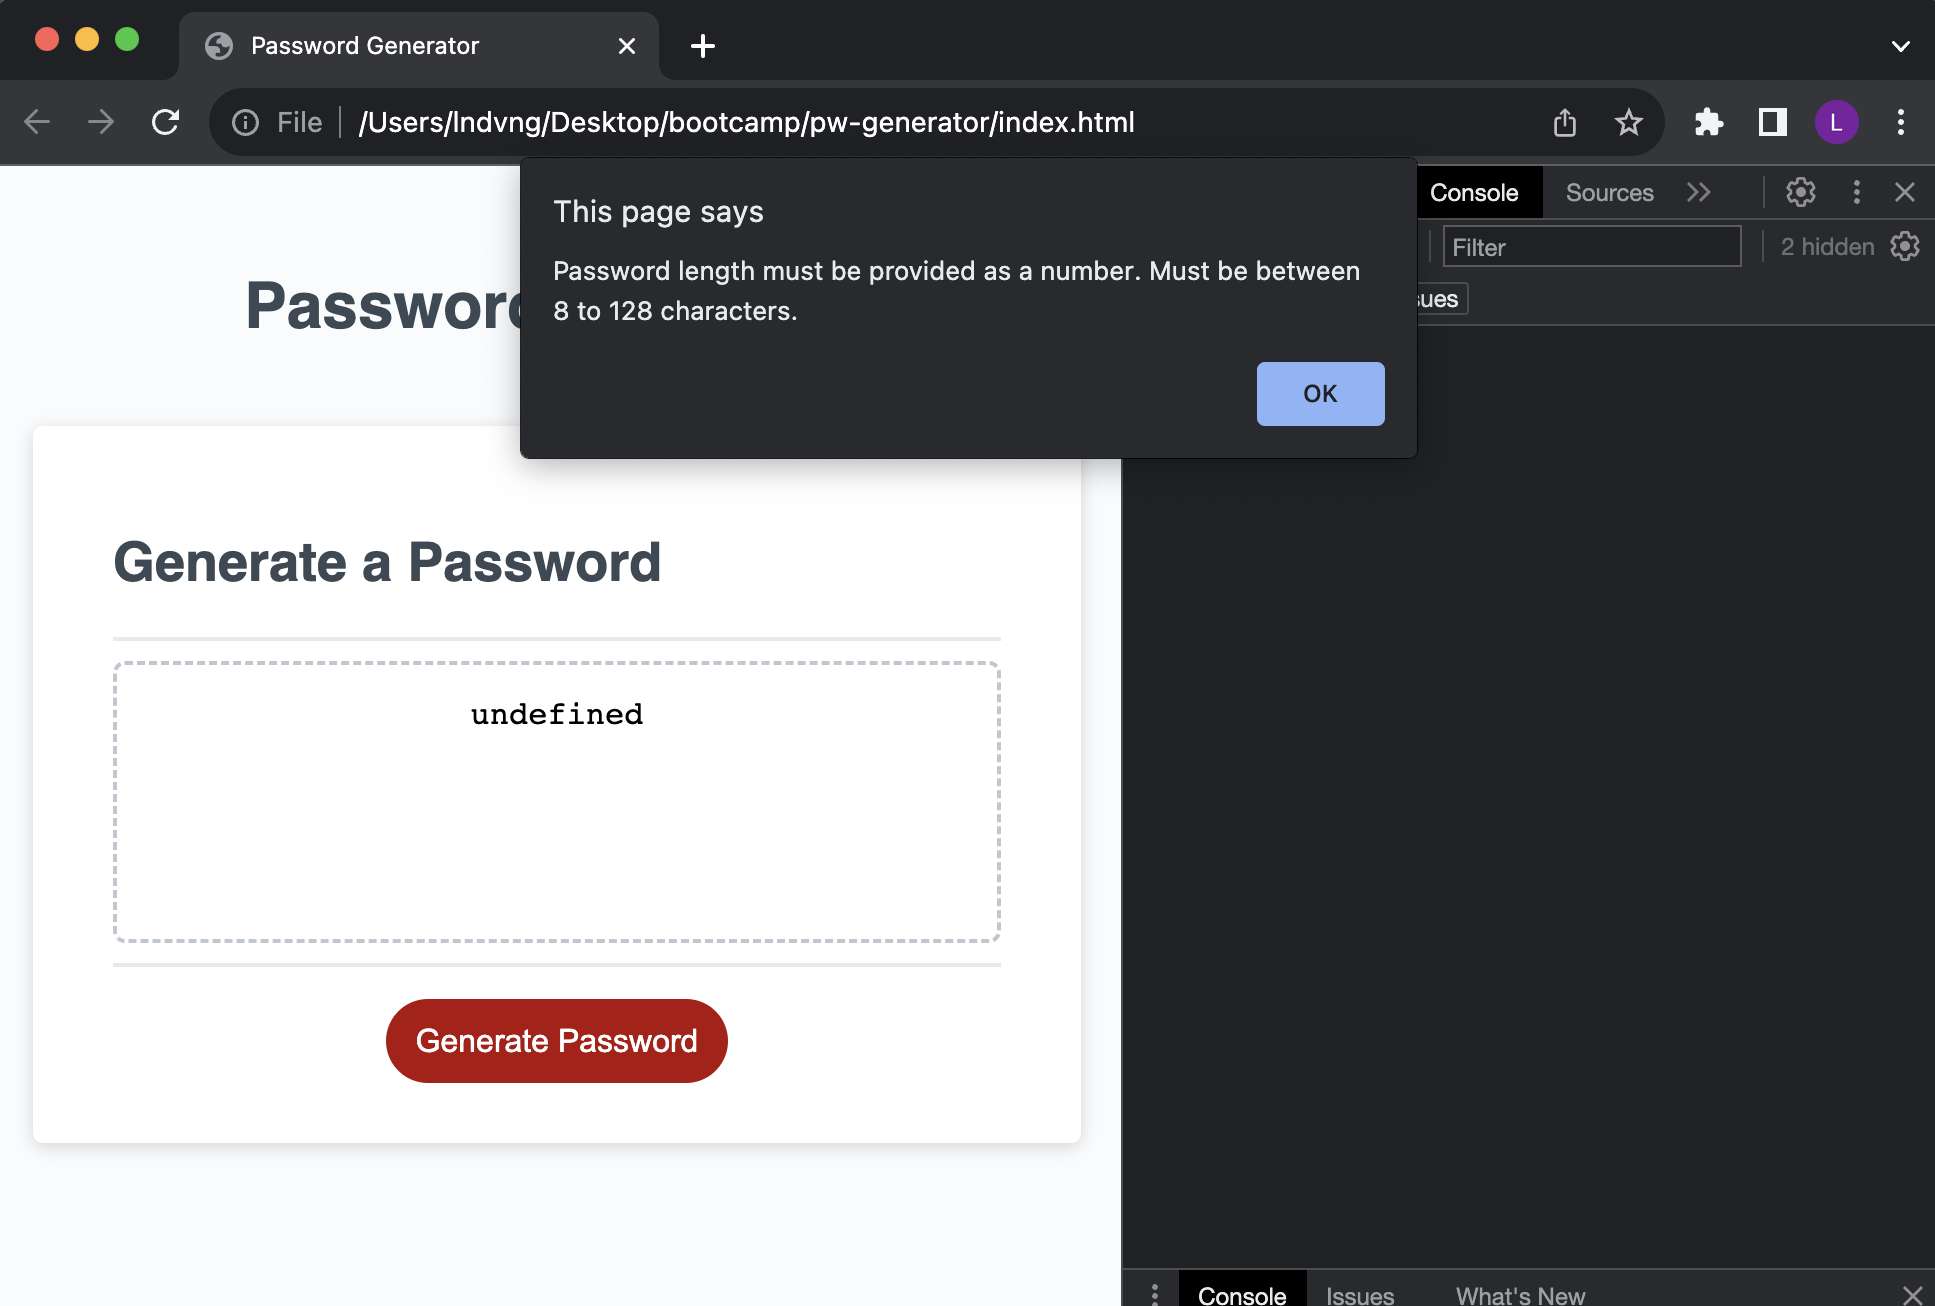 Password Generator
File
/Users/lndvng/Desktop/bootcamp/pw-generator/index.html
L
This page says
Password length must be provided as a number. Must be between
8 to 128 characters.
OK
Console
Sources
Filter
2 hidden
Generate a Password
undefined
Generate Password
Console
Issues
What's New